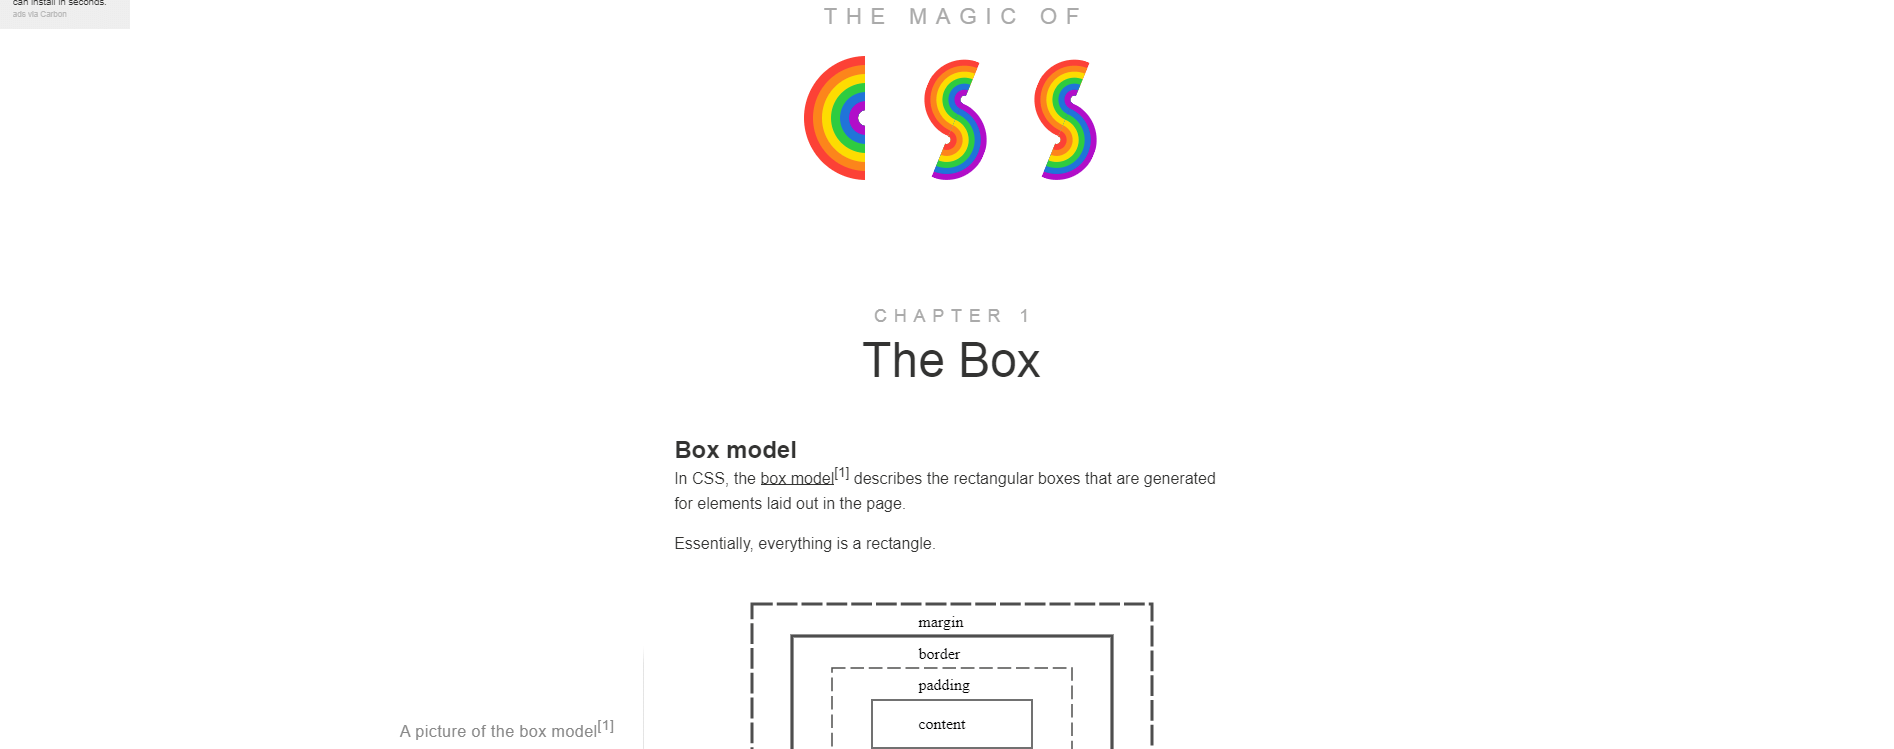 can install in seconds.
ads via Carbon
THE MAGIC OF
CSS
CHAPTER 1
The Box
Box model
In CSS, the box model[1] describes the rectangular boxes that are generated
for elements laid out in the page.
Essentially, everything is a rectangle.
margin
border
padding
content
A picture of the box model[1]